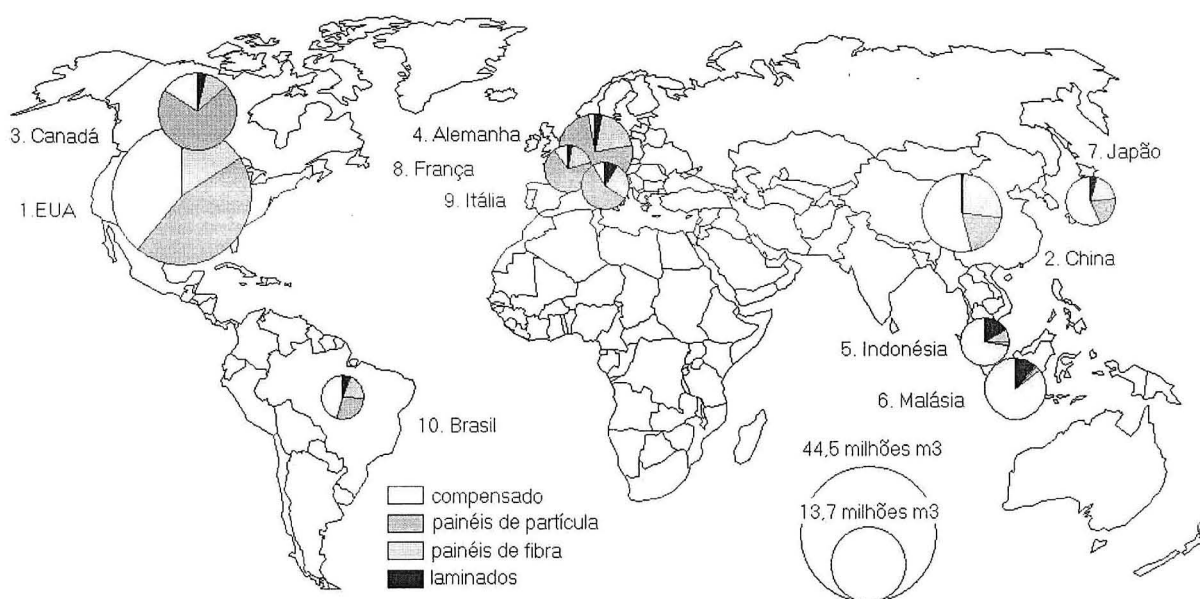 3. Canadá
1.EUA
4. Alemanha
8. França
9. Itália
7. Japão
2. China
5. Indonésia
6. Malásia
10. Brasil
44,5 milhões m3
13,7 milhões m3
compensado
painéis de partícula
painéis de fibra
laminados